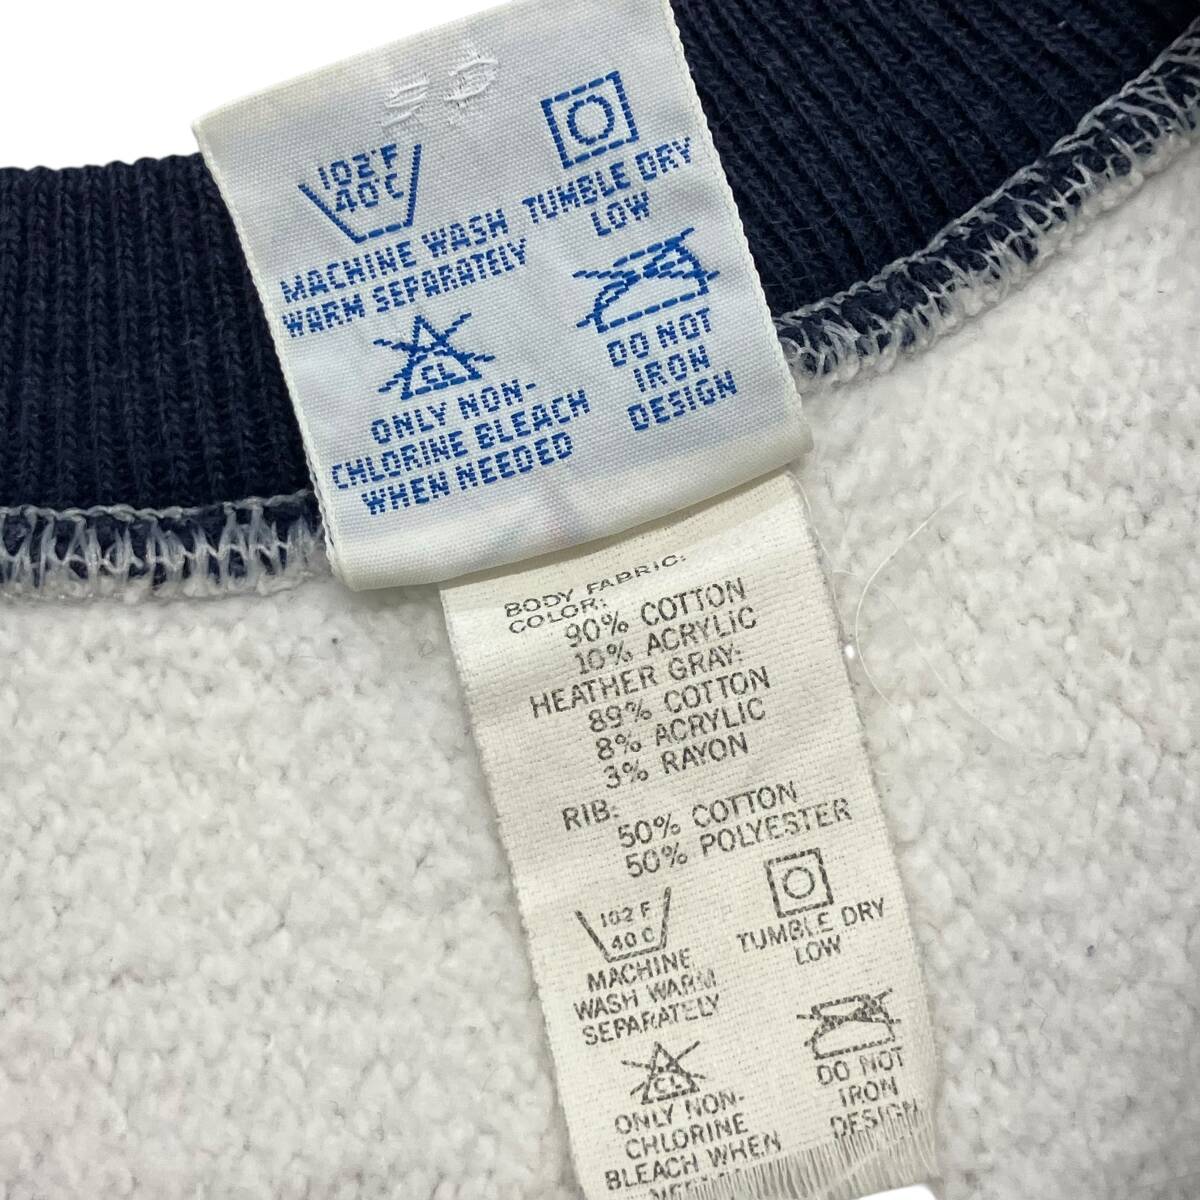 102°F
40 C
MACHINE WASH
WARM SEPARATELY
TUMBLE DRY
LOW
CL
ONLY NON-
CHLORINE BLEACH
WHEN NEEDED
DO NOT
IRON
DESIGN
BODY FABRIC:
COLOR:
90% COTTON
10% ACRYLIC
HEATHER GRAY:
89% COTTON
8% ACRYLIC
3% RAYON
RIB:
50% COTTON
50% POLYESTER
102 F
40 C
MACHINE
WASH WARM
SEPARATELY
TUMBLE DRY
LOW
CL
ONLY NON-
CHLORINE
BLEACH WHEN
DO NOT
IRON
DESIGN